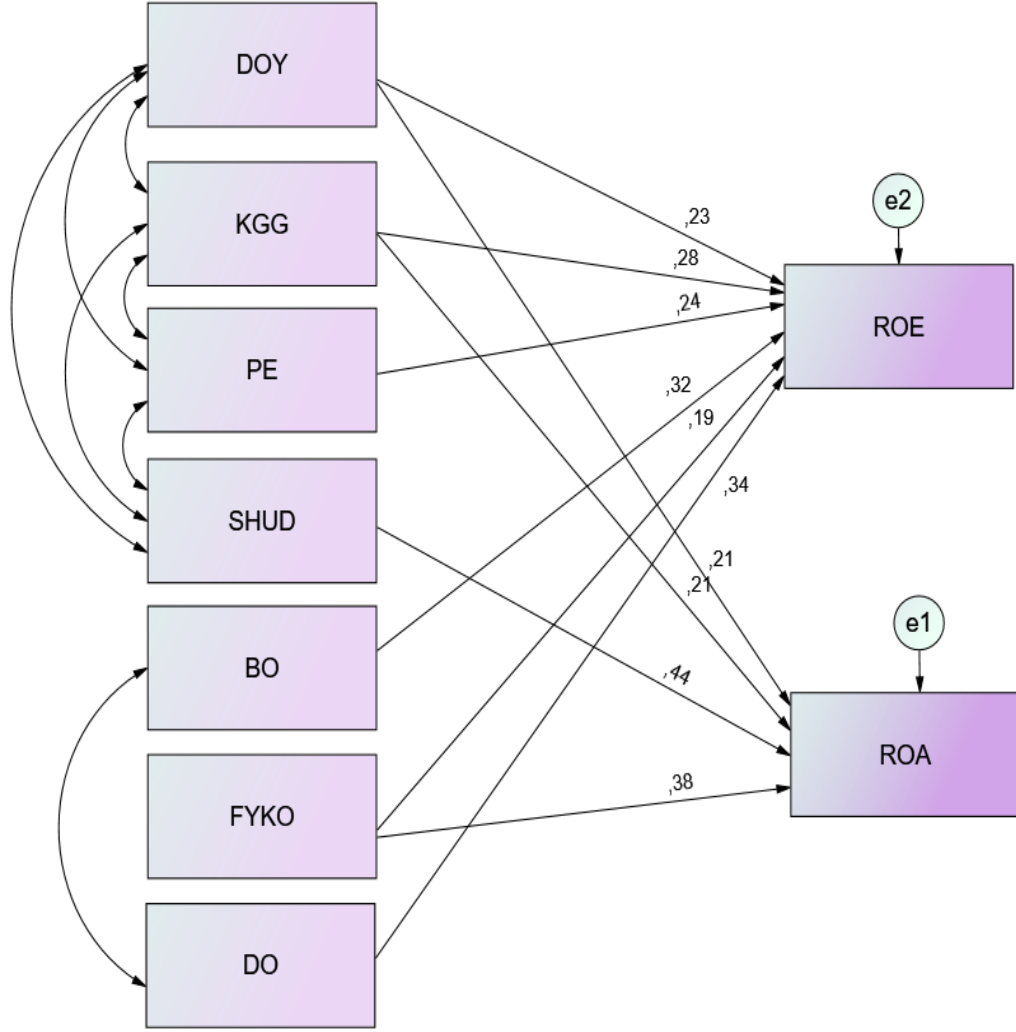 DOY
KGG
PE
SHUD
BO
FYKO
DO
,23
,28
,24
,32
,19
,34
,21
,21
,44
,38
e2
ROE
e1
ROA